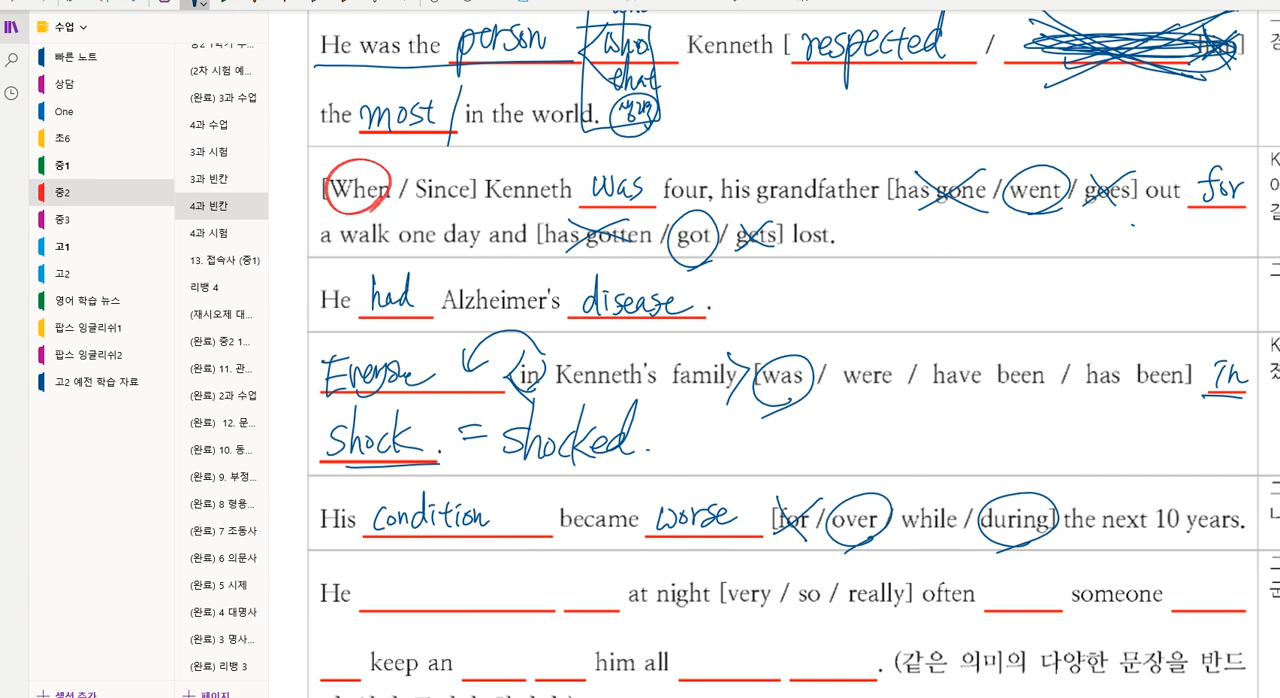 수업
빠른 노트
상담
One
초6
중1
중2
중3
고1
고2
영어 학습 뉴스
팝스 잉글리쉬1
팝스 잉글리쉬2
고2 예전 학습 자료
섹션 추가
(2차 시험 예...
(완료) 3과 수업
4과 수업
3과 시험
3과 빈칸
4과 빈칸
4과 시험
13. 접속사 (중1)
리뱅 4
(재시오제 대...
(완료) 중2 1...
(완료) 11. 관...
(완료) 2과 수업
(완료) 12. 문...
(완료) 10. 동...
(완료) 9. 부정...
(완료) 8 형용...
(완료) 7 조동사
(완료) 6 의문사
(완료) 5 시제
(완료) 4 대명사
(완료) 3 명사...
(완료) 리뱅 3
페이지
He was the person who Kenneth [ respected / ]
that
the most / in the world. 생략
[When / Since] Kenneth was four, his grandfather [has gone / went / goes] out for
a walk one day and [has gotten / got / gets] lost.
He had Alzheimer's disease .
in Kenneth's family [was / were / have been / has been] In
shock . = shocked.
His condition became worse [for / over / while / during] the next 10 years.
He at night [very / so / really] often someone
keep an him all . (같은 의미의 다양한 문장을 반드